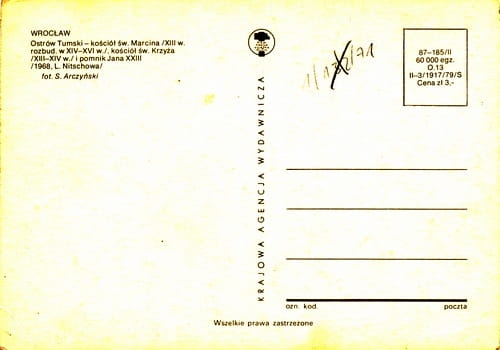 WROCŁAW
Ostrów Tumski – kościół św. Marcina /XIII w.
rozbud. w XIV–XVI w./, kościół św. Krzyża
/XIII–XIV w./ i pomnik Jana XXIII
/1968, L. Nitschowa/
fot. S. Arczyński
KRAJOWA AGENCJA WYDAWNICZA
87–185/II
60 000 egz.
O.13
II–3/1917/79/S
Cena zł 3,-
ozn. kod.
poczta
Wszelkie prawa zastrzeżone